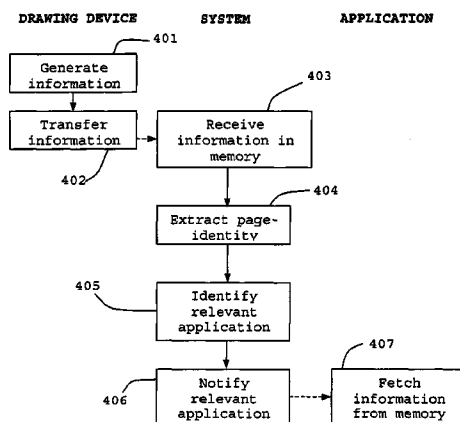 DRAWING DEVICE SYSTEM APPLICATION
401
Generate
information
403
Transfer
information
402
Receive
information in
memory
404
Extract page-
identity
405
Identify
relevant
application
407
406
Notify
relevant
application
Fetch
information
from memory